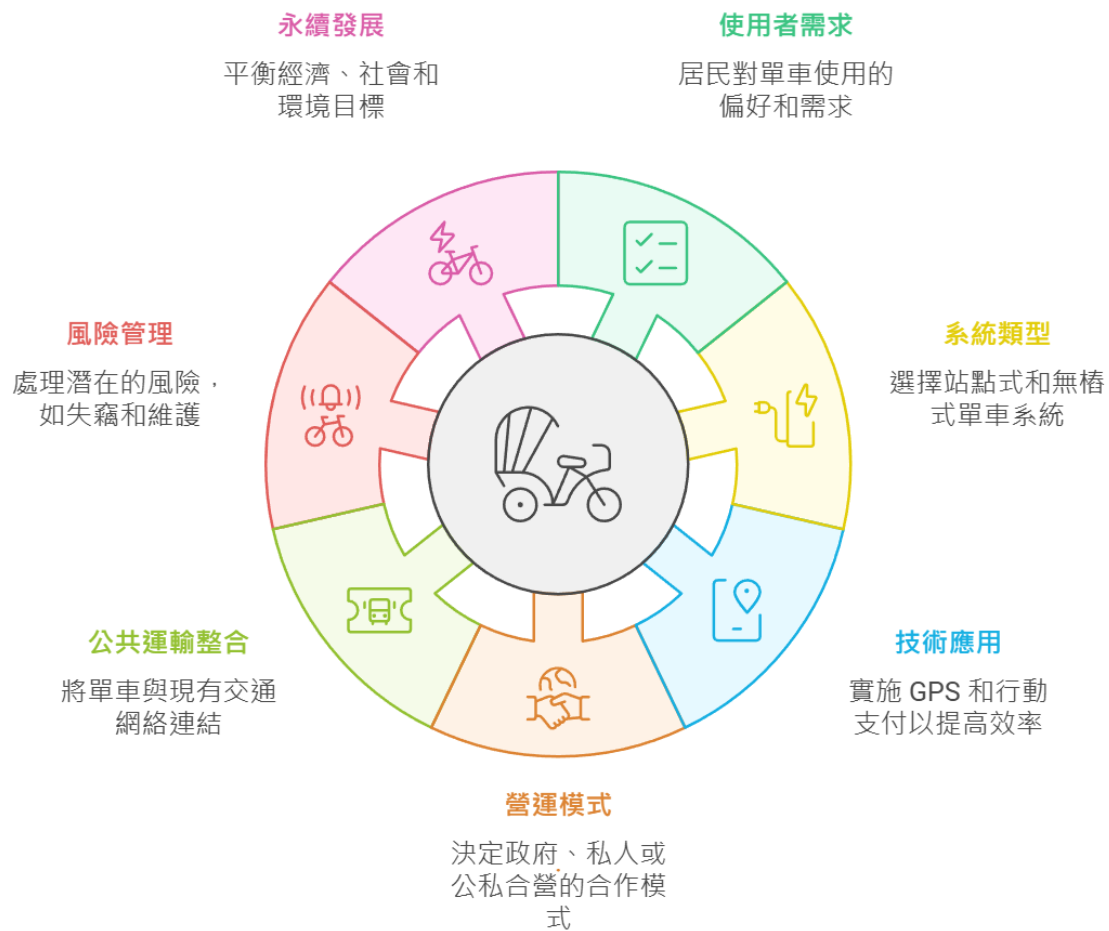 永續發展
平衡經濟、社會和
環境目標
使用者需求
居民對單車使用的
偏好和需求
系統類型
選擇站點式和無樁
式單車系統
技術應用
實施 GPS 和行動
支付以提高效率
營運模式
決定政府、私人或
公私合營的合作模
式
公共運輸整合
將單車與現有交通
網絡連結
風險管理
處理潛在的風險，
如失竊和維護